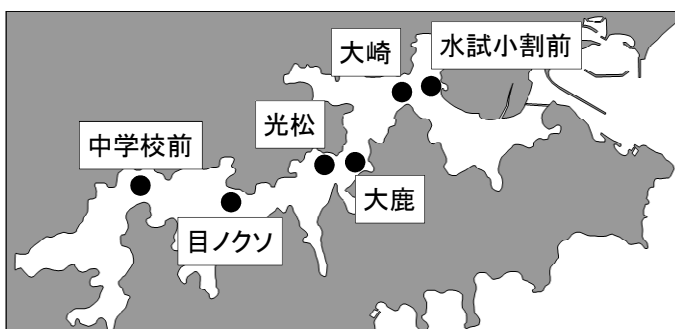 大崎
水試小割前
光松
中学校前
大鹿
目ノクソ